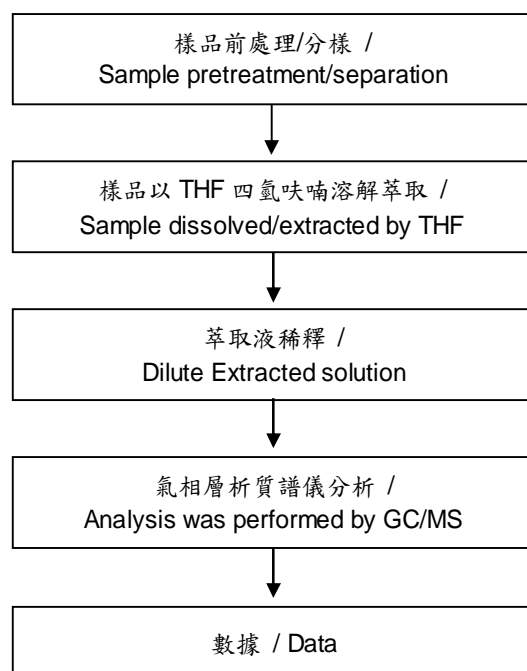 樣品前處理/分樣 /
Sample pretreatment/separation
樣品以 THF 四氫呋喃溶解萃取 /
Sample dissolved/extracted by THF
萃取液稀釋 /
Dilute Extracted solution
氣相層析質譜儀分析 /
Analysis was performed by GC/MS
數據 / Data